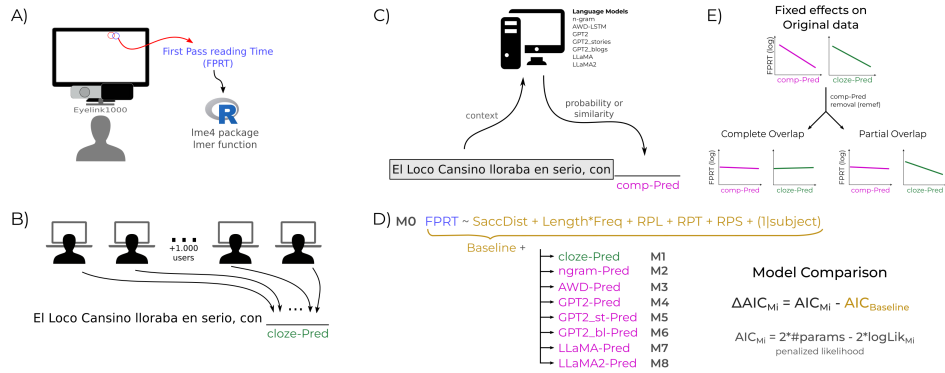 A)
First Pass reading Time
(FPRT)
Eyelink1000
R
lme4 package
lmer function
B)
+1.000
users
El Loco Cansino lloraba en serio, con
cloze-Pred
C)
Language Models
n-gram
AWD-LSTM
GPT2
GPT2_stories
GPT2_blogs
LLaMA
LLaMA2
context
probability or
similarity
El Loco Cansino lloraba en serio, con
comp-Pred
D)
M0 FPRT ~ SaccDist + Length*Freq + RPL + RPT + RPS + (1|subject)
Baseline +
cloze-Pred M1
ngram-Pred M2
AWD-Pred M3
GPT2-Pred M4
GPT2_st-Pred M5
GPT2_bl-Pred M6
LLaMA-Pred M7
LLaMA2-Pred M8
Model Comparison
ΔAIC_Mi = AIC_Mi - AIC_Baseline
AIC_Mi = 2*#params - 2*logLik_Mi
penalized likelihood
E)
Fixed effects on
Original data
FPRT (log)
comp-Pred
cloze-Pred
comp-Pred
removal (remef)
Complete Overlap
Partial Overlap
FPRT (log)
comp-Pred
cloze-Pred
FPRT (log)
comp-Pred
cloze-Pred